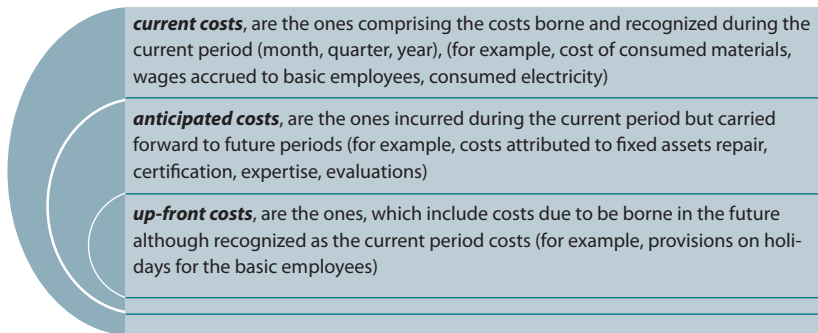 current costs, are the ones comprising the costs borne and recognized during the
current period (month, quarter, year), (for example, cost of consumed materials,
wages accrued to basic employees, consumed electricity)
anticipated costs, are the ones incurred during the current period but carried
forward to future periods (for example, costs attributed to fixed assets repair,
certification, expertise, evaluations)
up-front costs, are the ones, which include costs due to be borne in the future
although recognized as the current period costs (for example, provisions on holi-
days for the basic employees)